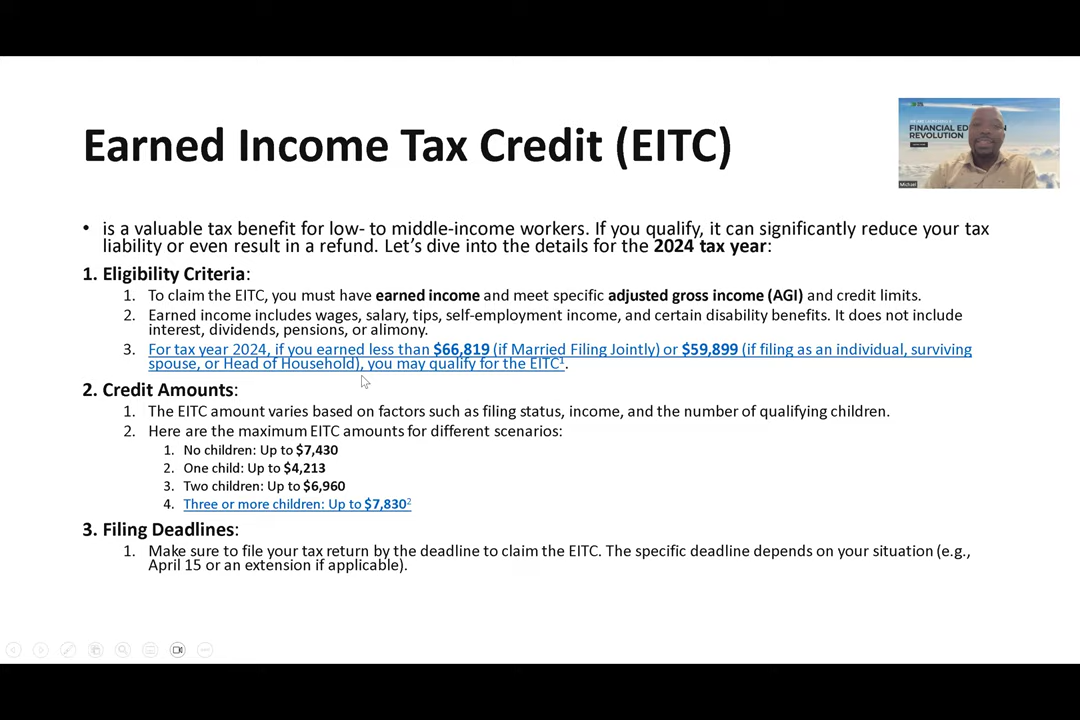 Earned Income Tax Credit (EITC)
FINANCIAL ED
REVOLUTION
Michael
• is a valuable tax benefit for low- to middle-income workers. If you qualify, it can significantly reduce your tax
liability or even result in a refund. Let’s dive into the details for the 2024 tax year:
1. Eligibility Criteria:
1. To claim the EITC, you must have earned income and meet specific adjusted gross income (AGI) and credit limits.
2. Earned income includes wages, salary, tips, self-employment income, and certain disability benefits. It does not include
interest, dividends, pensions, or alimony.
3. For tax year 2024, if you earned less than $66,819 (if Married Filing Jointly) or $59,899 (if filing as an individual, surviving
spouse, or Head of Household), you may qualify for the EITC¹.
2. Credit Amounts:
1. The EITC amount varies based on factors such as filing status, income, and the number of qualifying children.
2. Here are the maximum EITC amounts for different scenarios:
1. No children: Up to $7,430
2. One child: Up to $4,213
3. Two children: Up to $6,960
4. Three or more children: Up to $7,830²
3. Filing Deadlines:
1. Make sure to file your tax return by the deadline to claim the EITC. The specific deadline depends on your situation (e.g.,
April 15 or an extension if applicable).